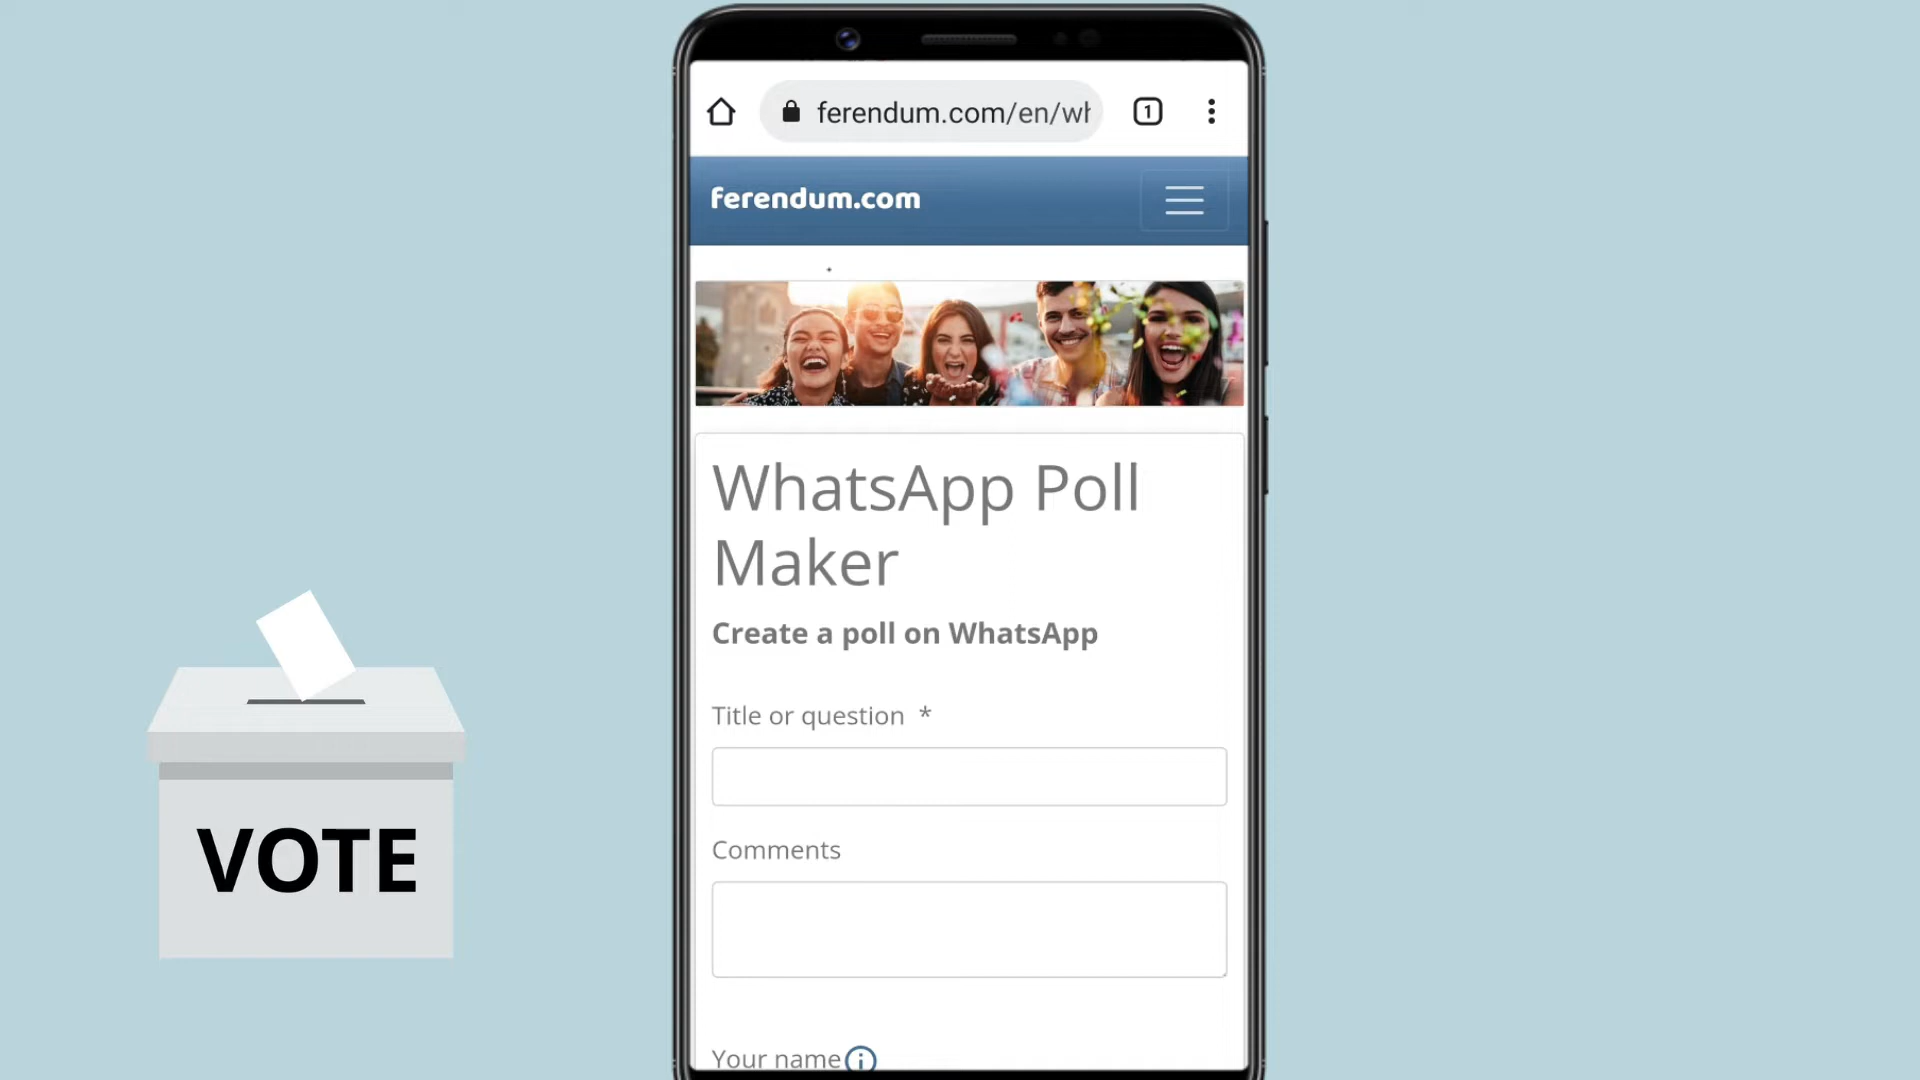 ferendum.com/en/wh
1
ferendum.com
WhatsApp Poll
Maker
Create a poll on WhatsApp
Title or question *
Comments
Your name
VOTE